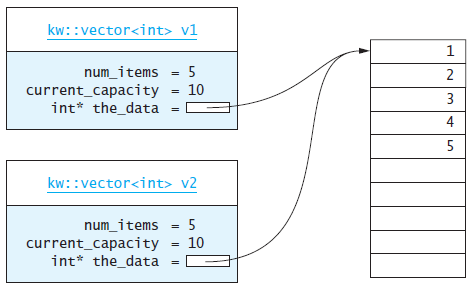 kw::vector<int> v1
num_items = 5
current_capacity = 10
int* the_data =
kw::vector<int> v2
num_items = 5
current_capacity = 10
int* the_data =
1
2
3
4
5